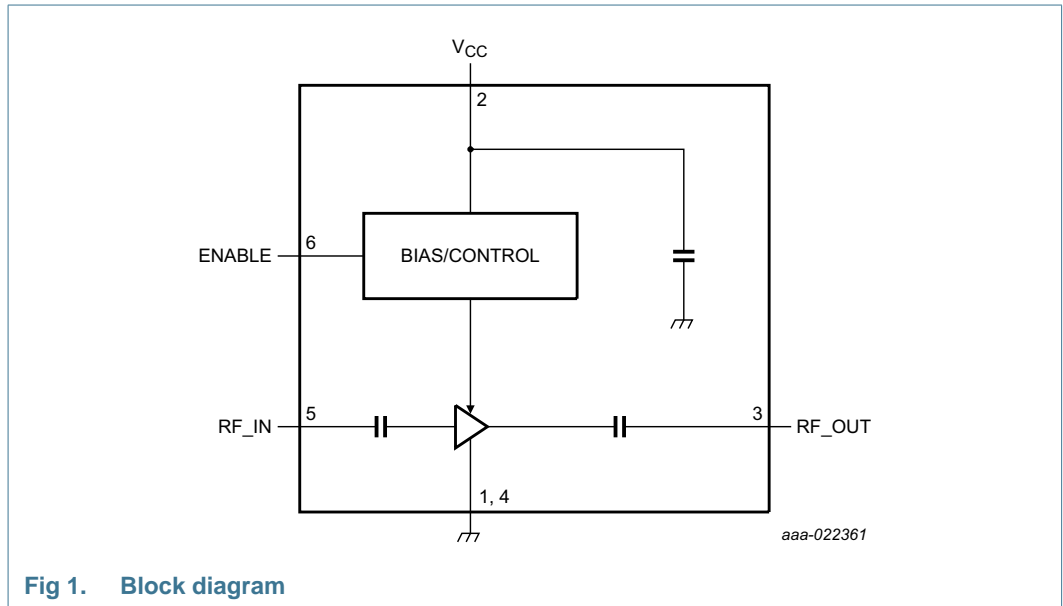 VCC
2
6
ENABLE
BIAS/CONTROL
RF_IN
5
3
RF_OUT
1, 4
aaa-022361
Fig 1. Block diagram